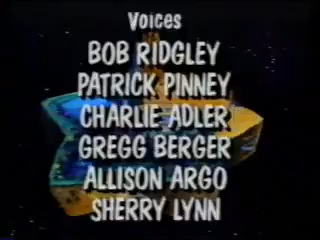 Voices
BOB RIDGLEY
PATRICK PINNEY
CHARLIE ADLER
GREGG BERGER
ALLISON ARGO
SHERRY LYNN